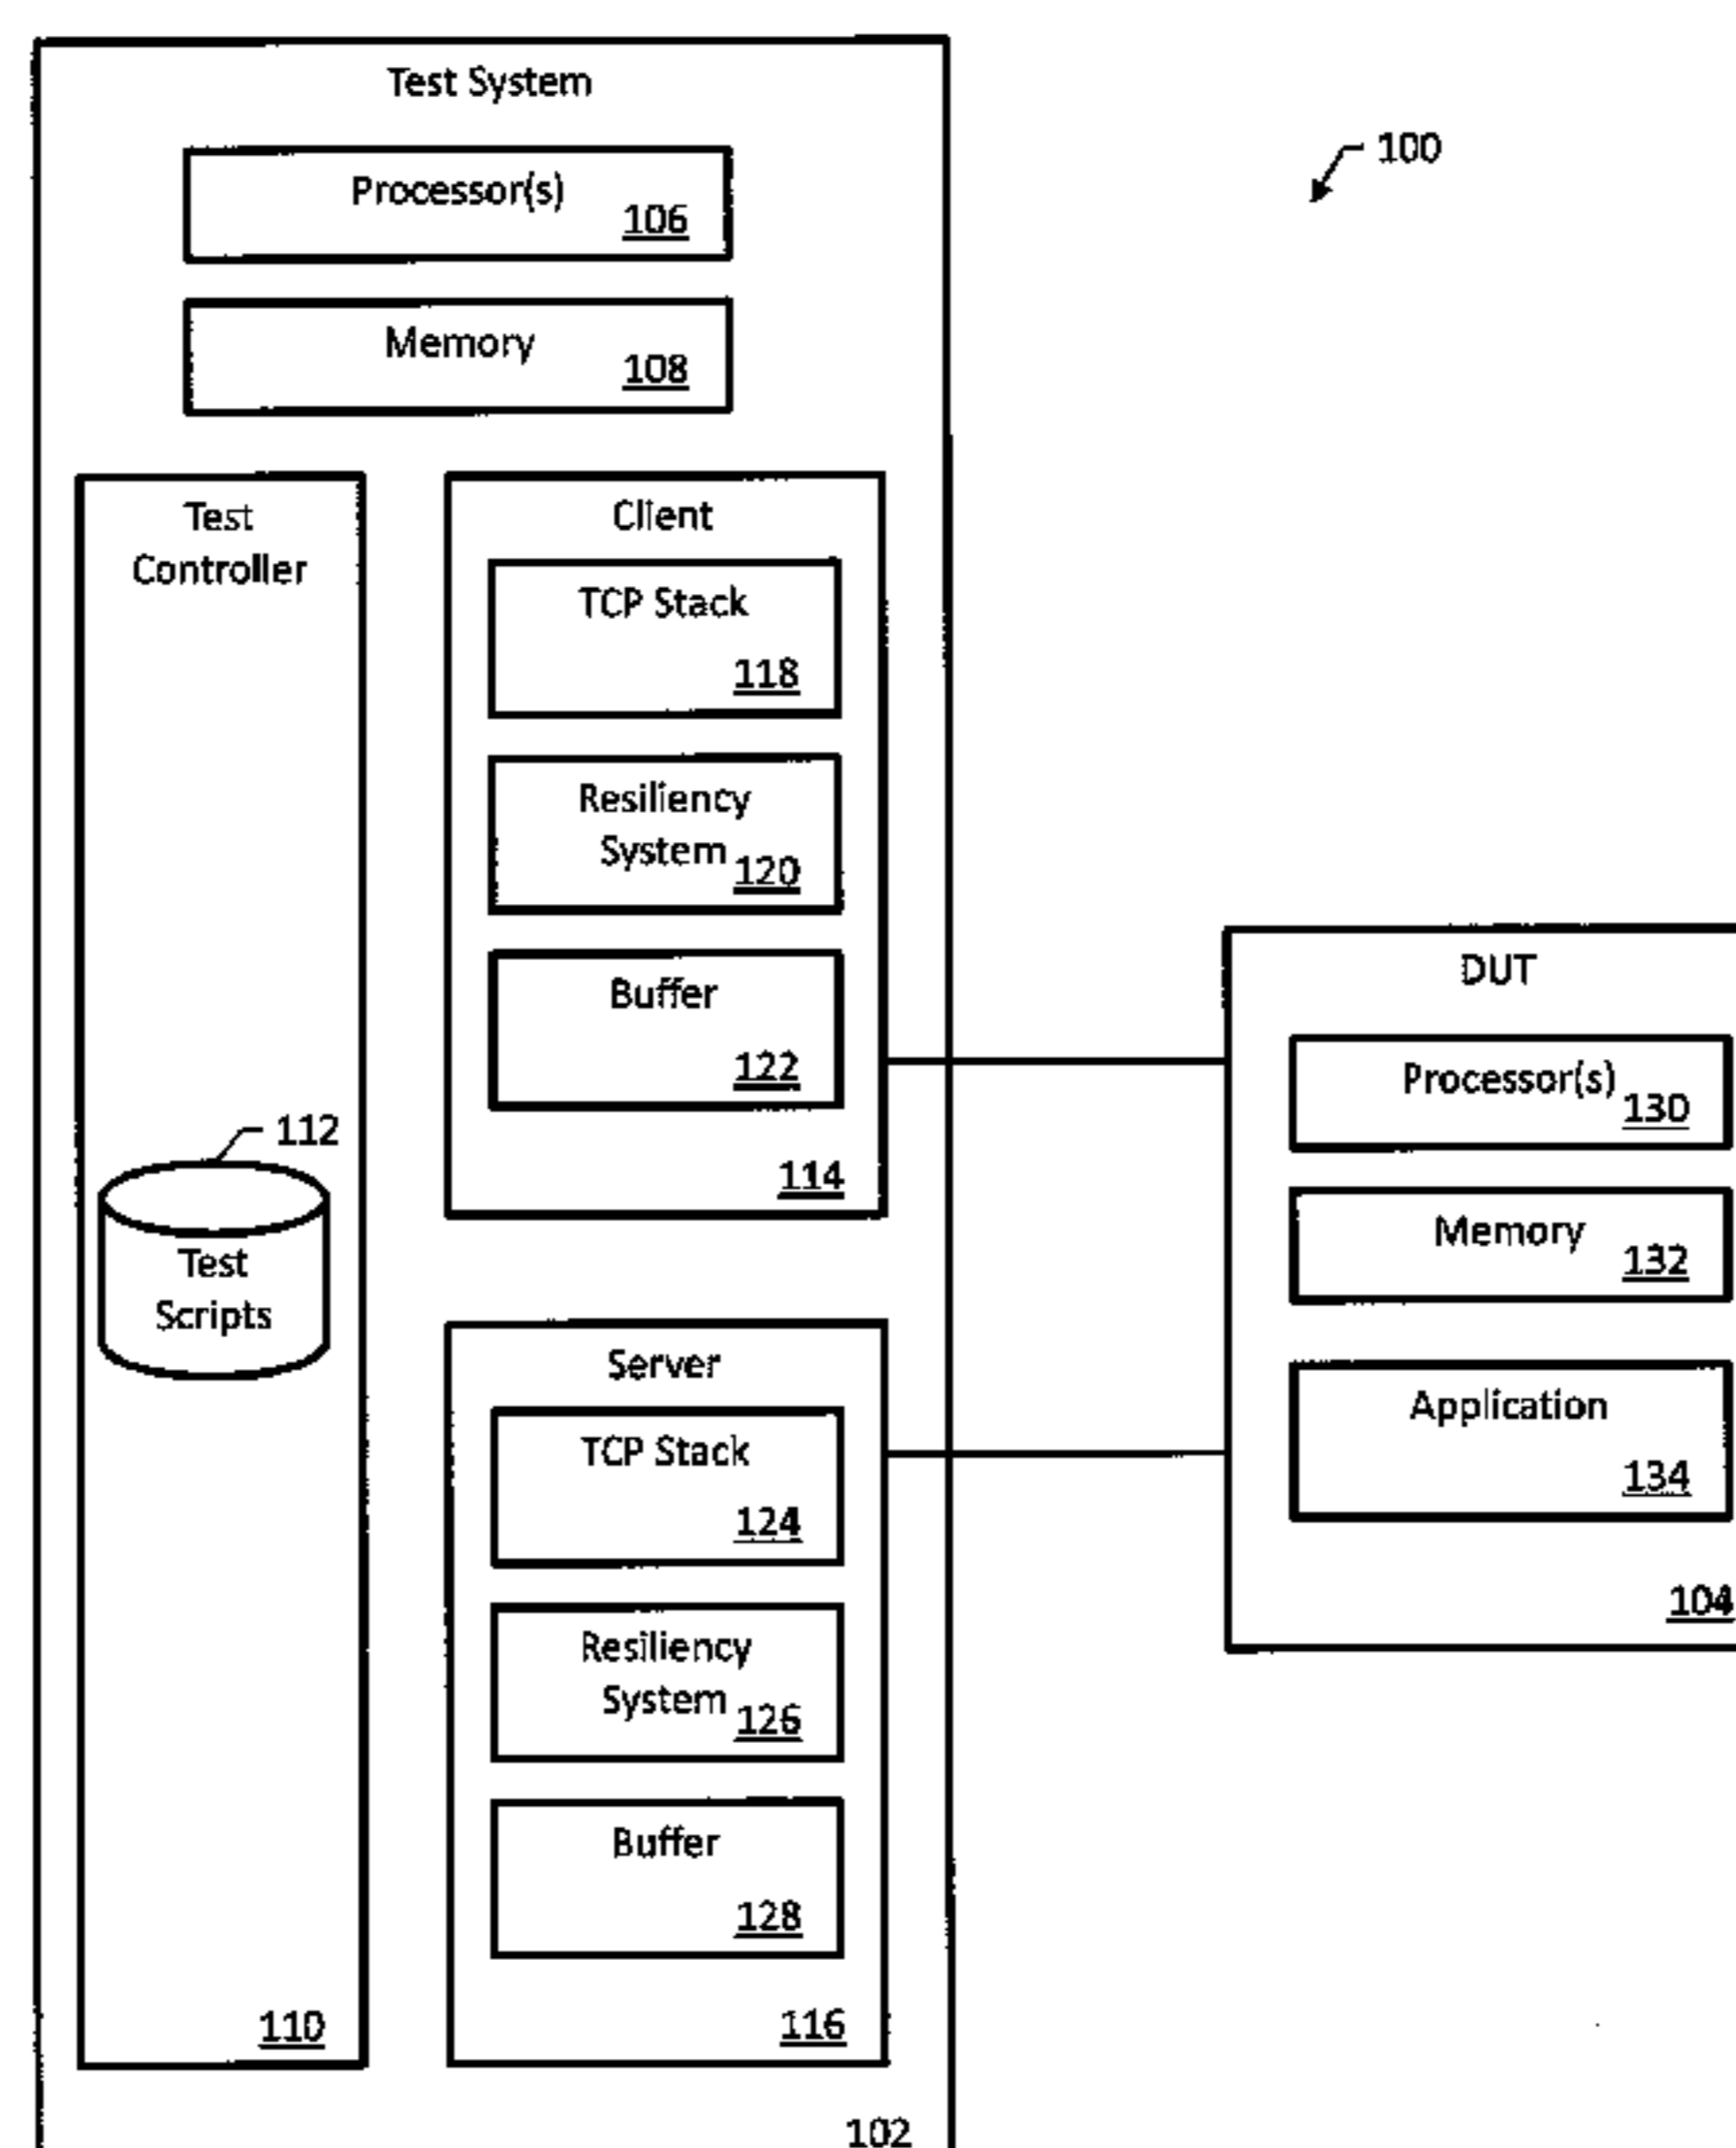 Test System
100
Processor(s)
106
Memory
108
Test
Controller
112
Test
Scripts
110
Client
TCP Stack
118
Resiliency
System
120
Buffer
122
114
Server
TCP Stack
124
Resiliency
System
126
Buffer
128
116
102
DUT
Processor(s)
130
Memory
132
Application
134
104